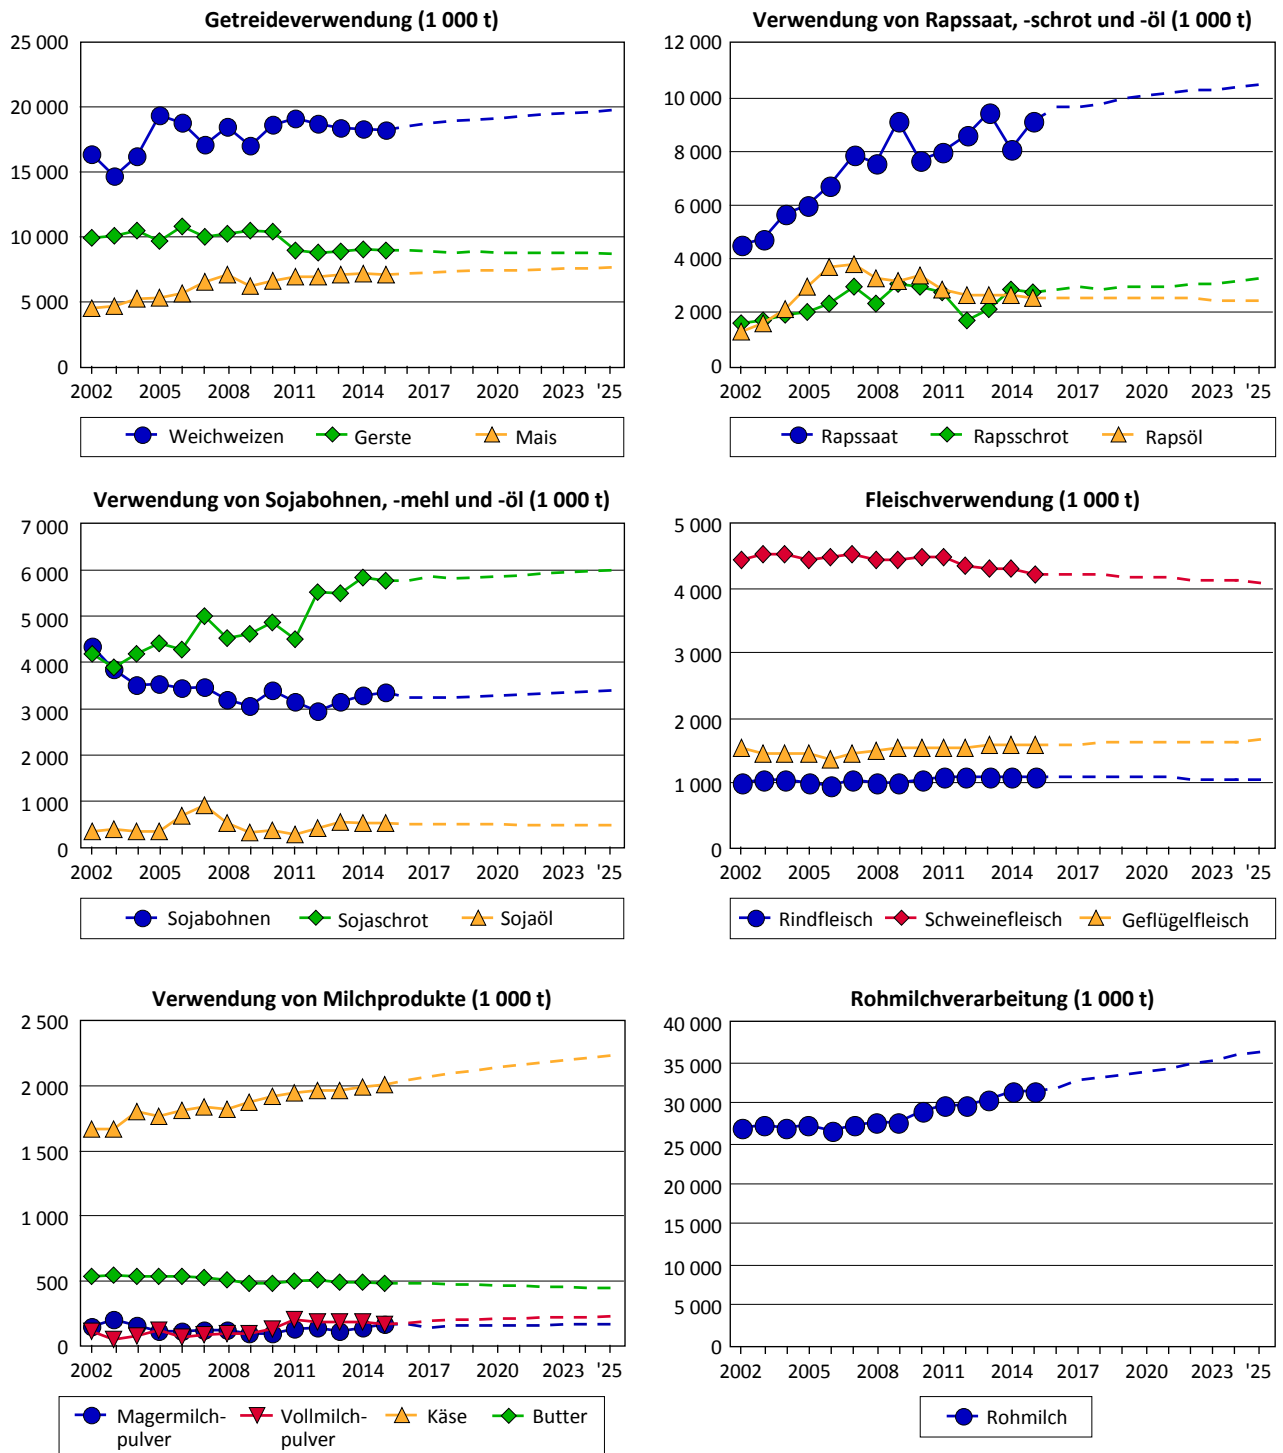 Getreideverwendung (1 000 t)
25 000
20 000
15 000
10 000
5 000
0
2002 2005 2008 2011 2014 2017 2020 2023 '25
Weichweizen Gerste Mais
Verwendung von Rapssaat, -schrot und -öl (1 000 t)
12 000
10 000
8 000
6 000
4 000
2 000
0
2002 2005 2008 2011 2014 2017 2020 2023 '25
Rapssaat Rapsschrot Rapsöl
Verwendung von Sojabohnen, -mehl und -öl (1 000 t)
7 000
6 000
5 000
4 000
3 000
2 000
1 000
0
2002 2005 2008 2011 2014 2017 2020 2023 '25
Sojabohnen Sojaschrot Sojaöl
Fleischverwendung (1 000 t)
5 000
4 000
3 000
2 000
1 000
0
2002 2005 2008 2011 2014 2017 2020 2023 '25
Rindfleisch Schweinefleisch Geflügelfleisch
Verwendung von Milchprodukte (1 000 t)
2 500
2 000
1 500
1 000
500
0
2002 2005 2008 2011 2014 2017 2020 2023 '25
Magermilch- Vollmilch- Käse Butter
pulver pulver
Rohmilchverarbeitung (1 000 t)
40 000
35 000
30 000
25 000
20 000
15 000
10 000
5 000
0
2002 2005 2008 2011 2014 2017 2020 2023 '25
Rohmilch